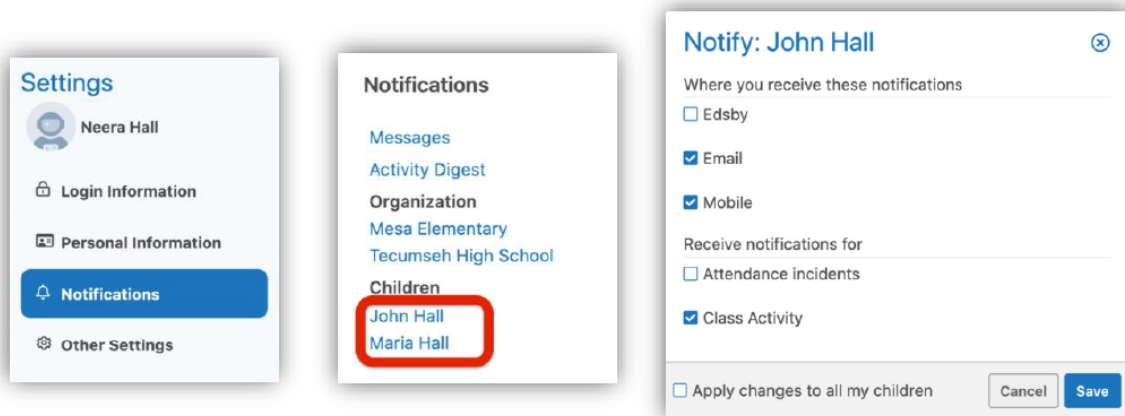 Settings
Neera Hall
Login Information
Personal Information
Notifications
Other Settings
Notifications
Messages
Activity Digest
Organization
Mesa Elementary
Tecumseh High School
Children
John Hall
Maria Hall
Notify: John Hall
Where you receive these notifications
Edsby
Email
Mobile
Receive notifications for
Attendance incidents
Class Activity
Apply changes to all my children
Cancel
Save